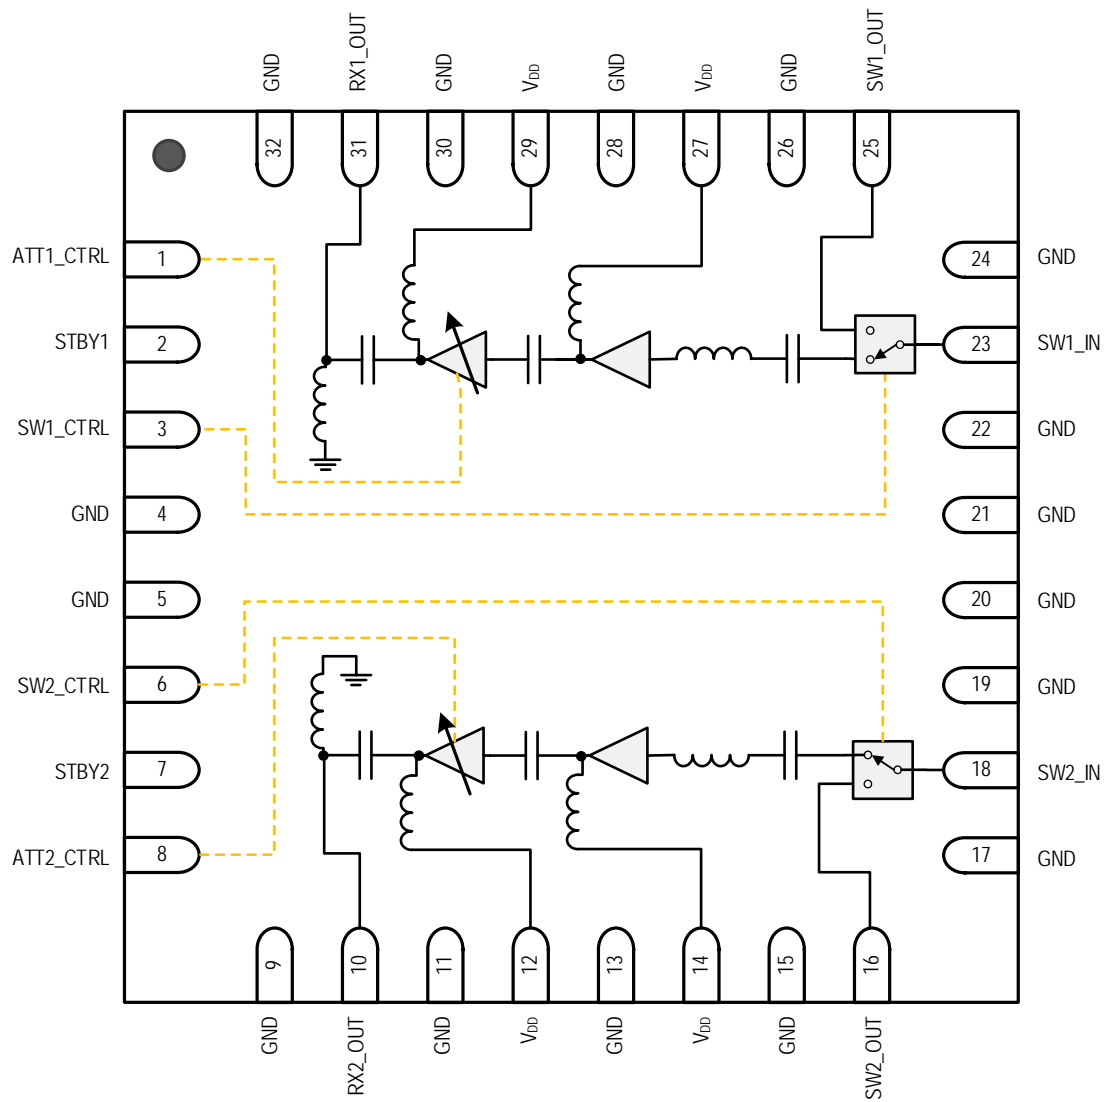 GND
RX1_OUT
GND
VDD
GND
VDD
GND
SW1_OUT
32
31
30
29
28
27
26
25
ATT1_CTRL 1
24 GND
STBY1 2
23 SW1_IN
SW1_CTRL 3
22 GND
GND 4
21 GND
GND 5
20 GND
SW2_CTRL 6
19 GND
STBY2 7
18 SW2_IN
ATT2_CTRL 8
17 GND
9
10
11
12
13
14
15
16
GND
RX2_OUT
GND
VDD
GND
VDD
GND
SW2_OUT